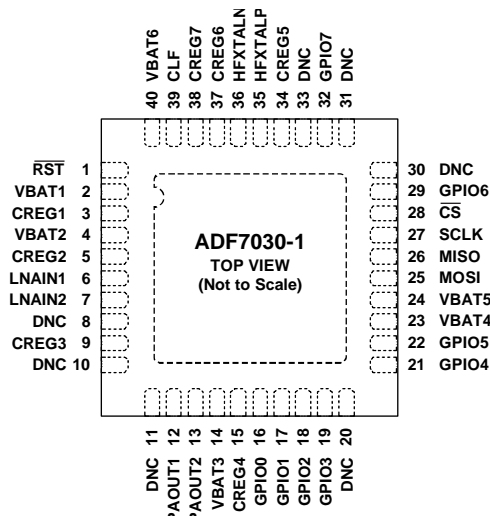 40 VBAT6
39 CLF
38 CREG7
37 CREG6
36 HFXTALN
35 HFXTALP
34 CREG5
33 DNC
32 GPIO7
31 DNC
RST 1
VBAT1 2
CREG1 3
VBAT2 4
CREG2 5
LNAIN1 6
LNAIN2 7
DNC 8
CREG3 9
DNC 10
ADF7030-1
TOP VIEW
(Not to Scale)
30 DNC
29 GPIO6
28 CS
27 SCLK
26 MISO
25 MOSI
24 VBAT5
23 VBAT4
22 GPIO5
21 GPIO4
DNC 11
PAOUT1 12
PAOUT2 13
VBAT3 14
CREG4 15
GPIO0 16
GPIO1 17
GPIO2 18
GPIO3 19
DNC 20